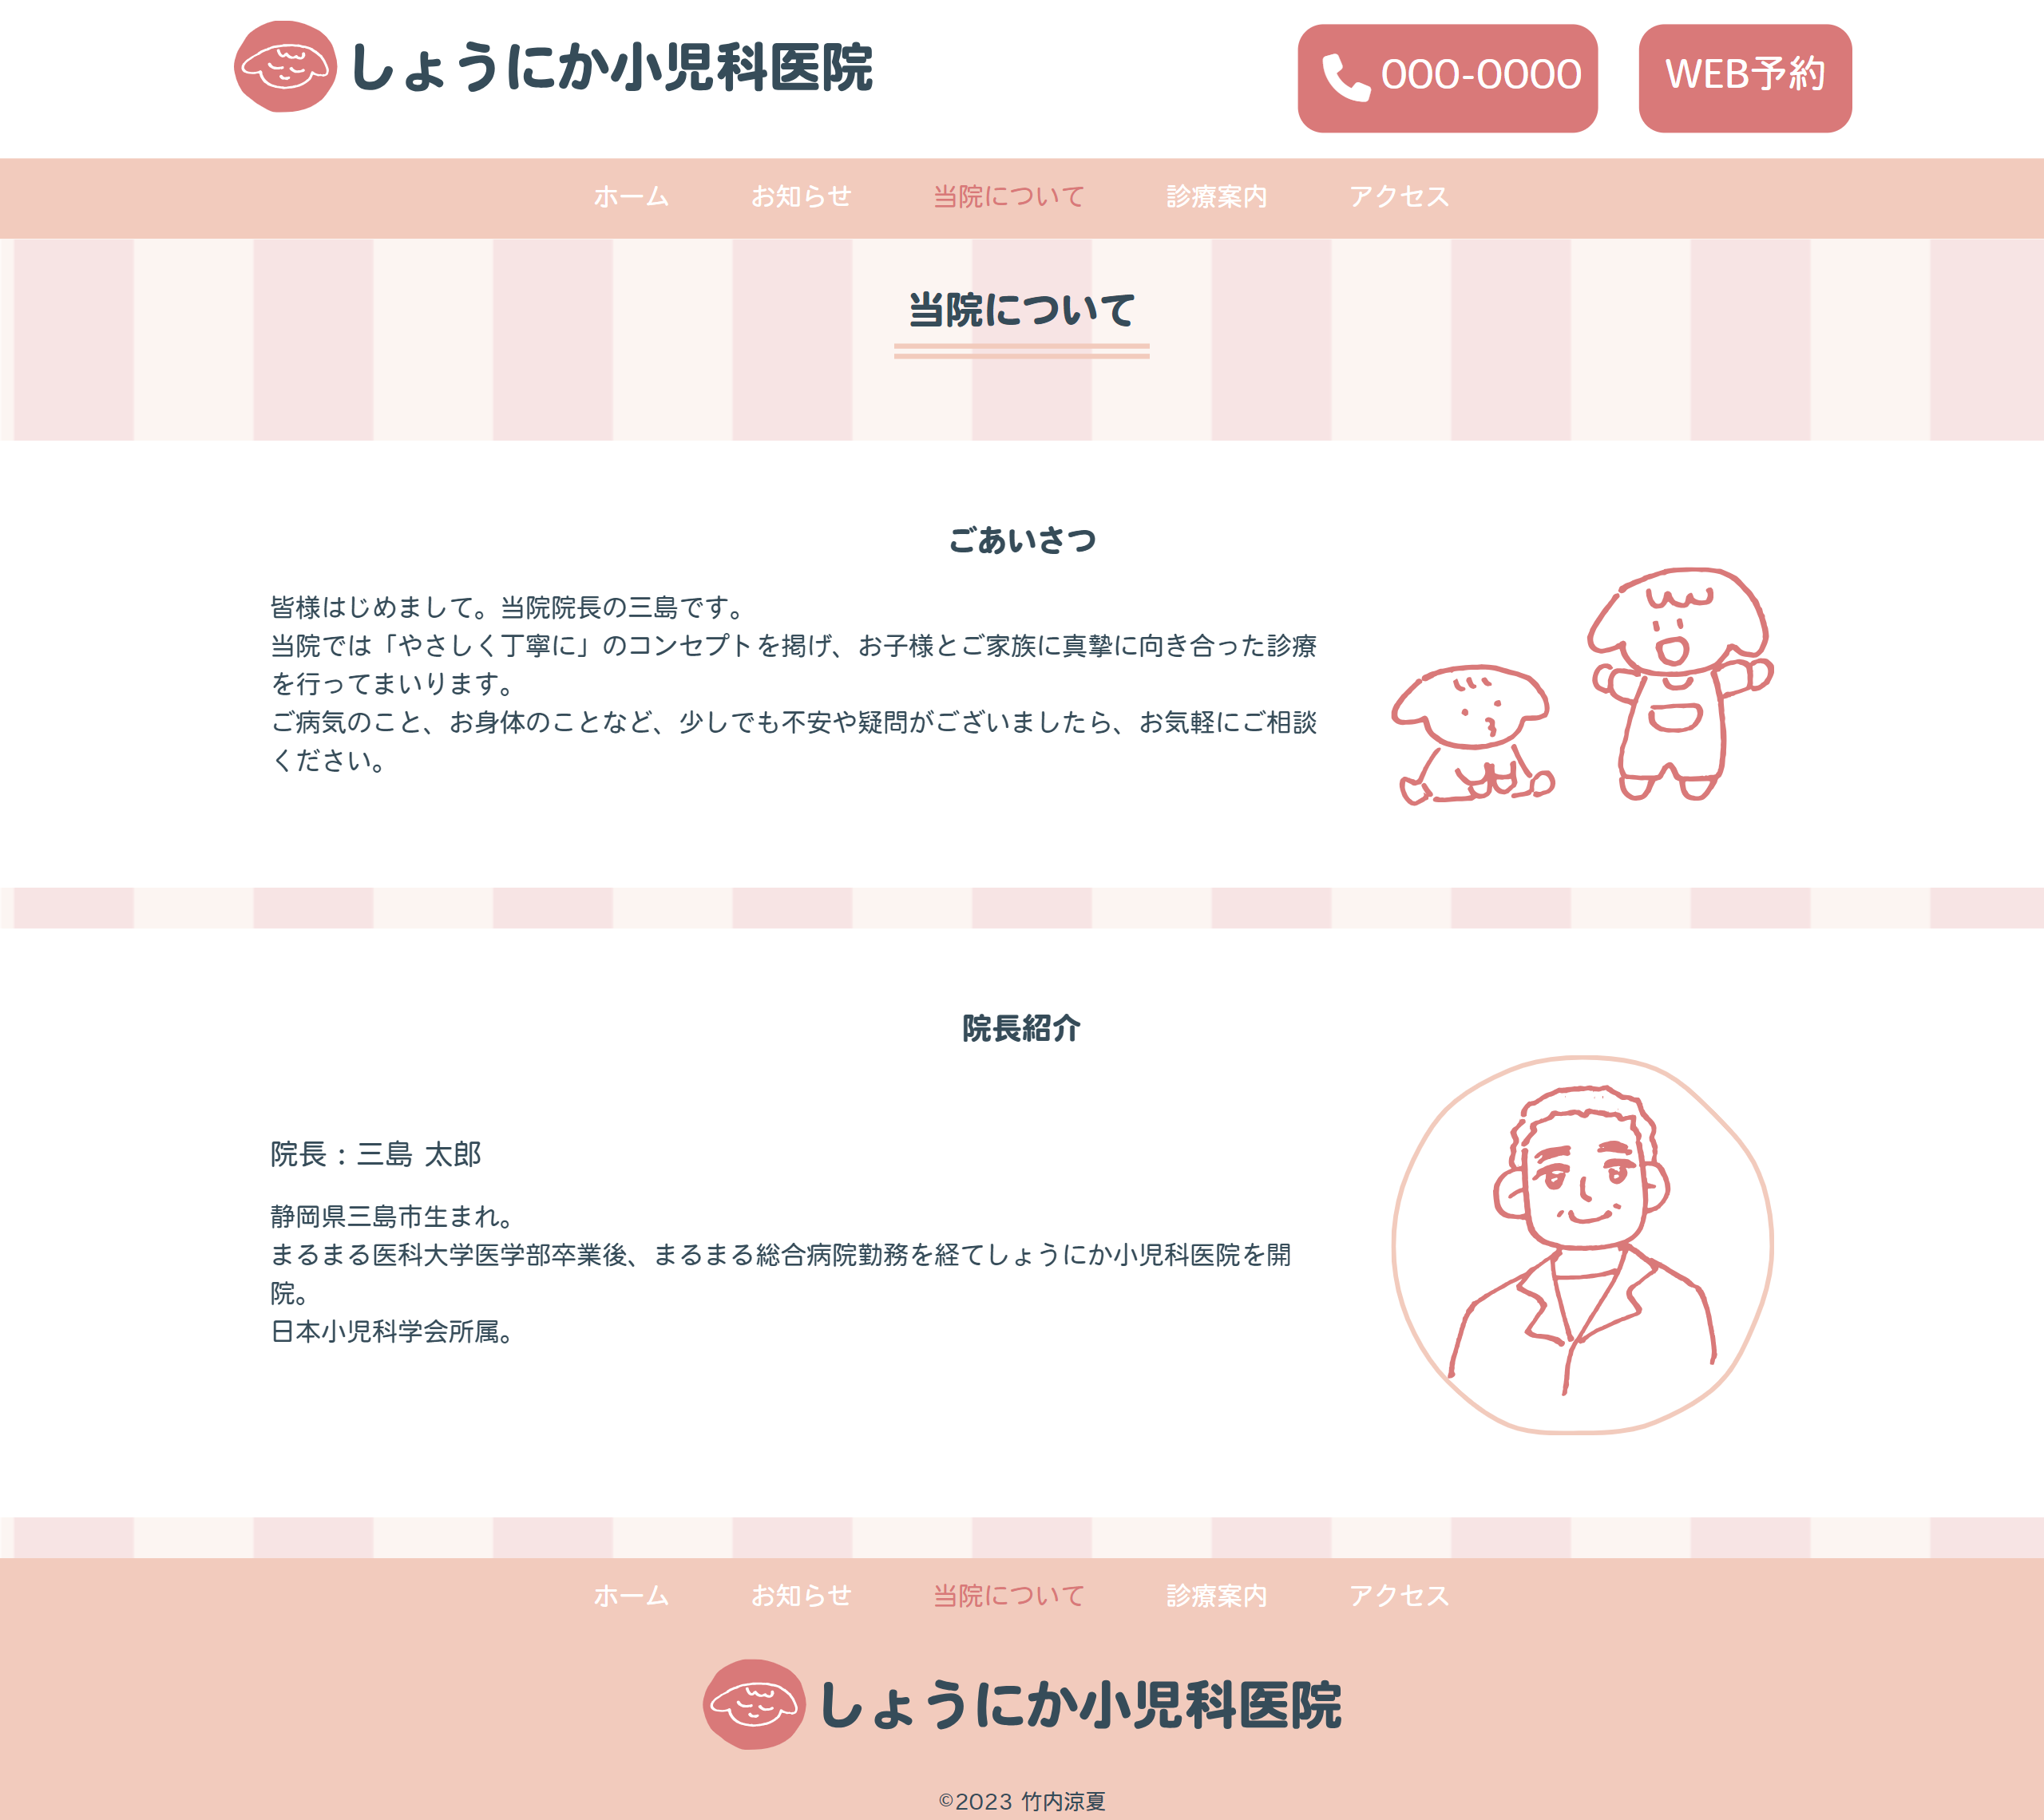 しょうにか小児科医院
000-0000
WEB予約
ホーム お知らせ 当院について 診療案内 アクセス
当院について
ごあいさつ
皆様はじめまして。当院院長の三島です。
当院では「やさしく丁寧に」のコンセプトを掲げ、お子様とご家族に真摯に向き合った診療
を行ってまいります。
ご病気のこと、お身体のことなど、少しでも不安や疑問がございましたら、お気軽にご相談
ください。
院長紹介
院長：三島 太郎
静岡県三島市生まれ。
まるまる医科大学医学部卒業後、まるまる総合病院勤務を経てしょうにか小児科医院を開
院。
日本小児科学会所属。
ホーム お知らせ 当院について 診療案内 アクセス
しょうにか小児科医院
©2023 竹内涼夏